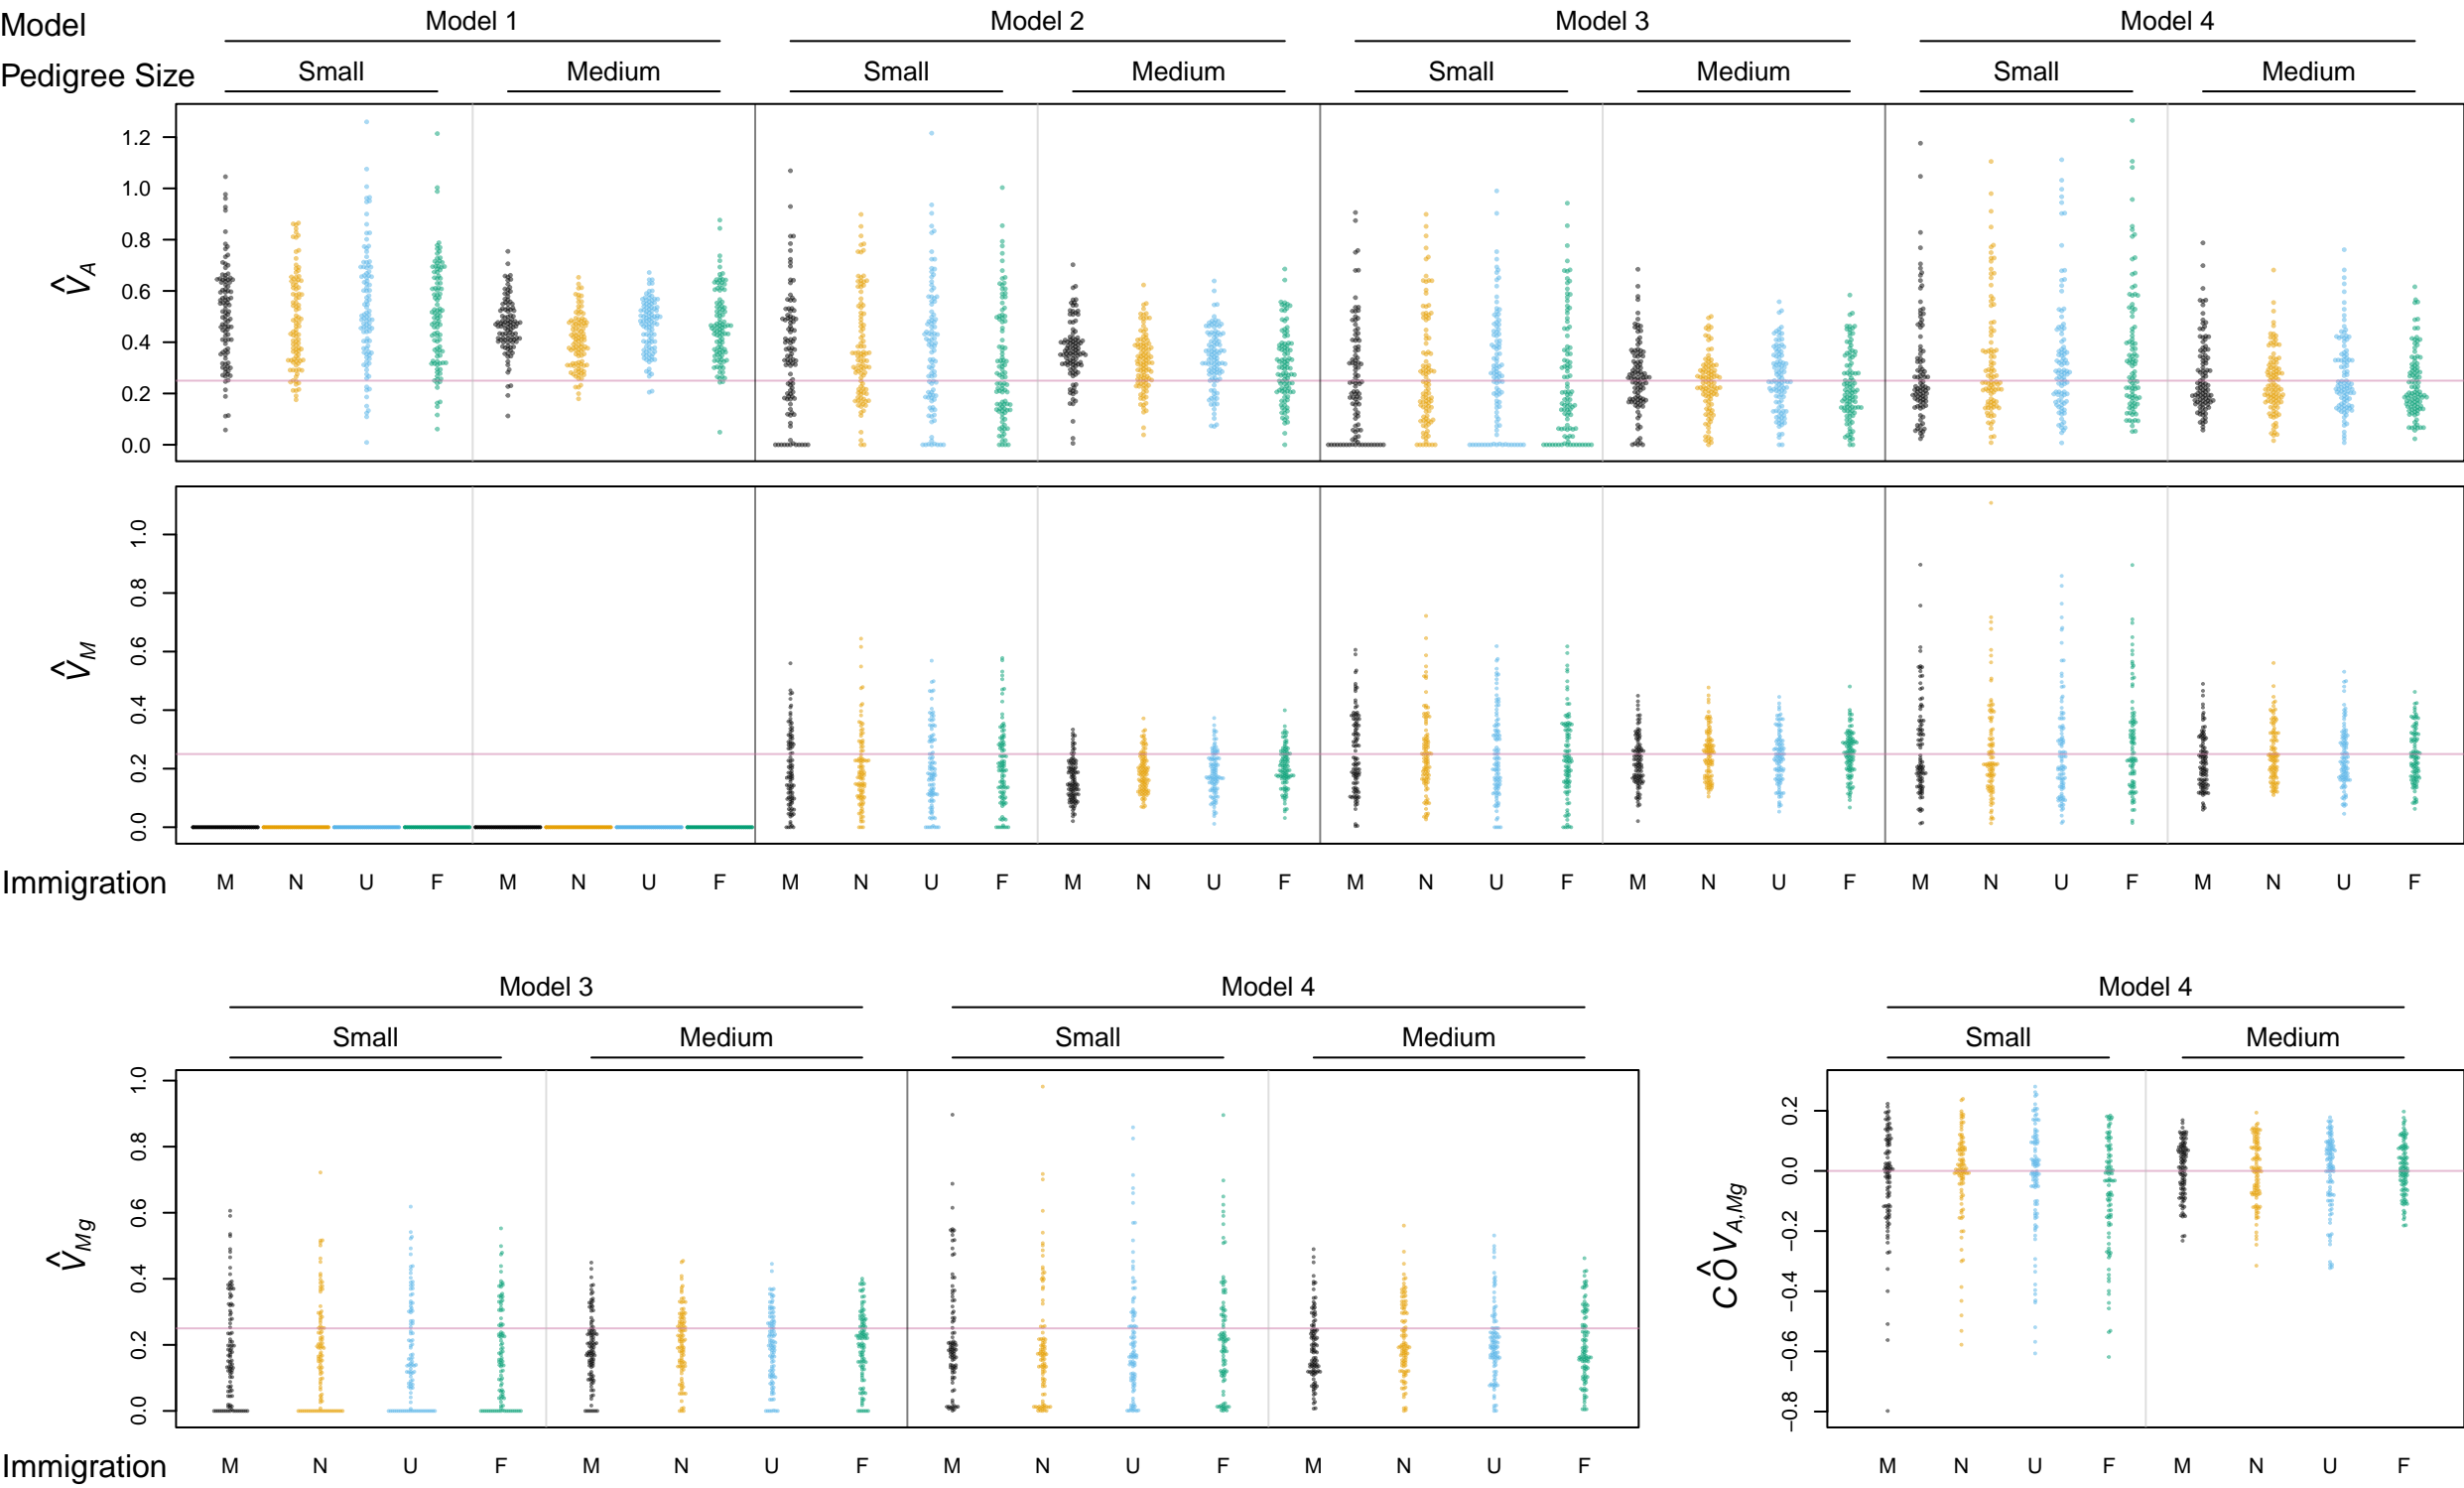 Model Model 1 Model 2 Model 3 Model 4
Pedigree Size Small Medium Small Medium Small Medium Small Medium
1.2
1.0
0.8
0.6
0.4
0.2
0.0
V̂_A
1.0
0.8
0.6
0.4
0.2
0.0
V̂_M
Immigration M N U F M N U F M N U F M N U F M N U F M N U F M N U F M N U F
Model 3 Model 4
Small Medium Small Medium
1.0
0.8
0.6
0.4
0.2
0.0
V̂_Mg
Immigration M N U F M N U F M N U F M N U F
Model 4
Small Medium
0.2
0.0
−0.2
−0.4
−0.6
−0.8
CÔV_A,Mg
M N U F M N U F